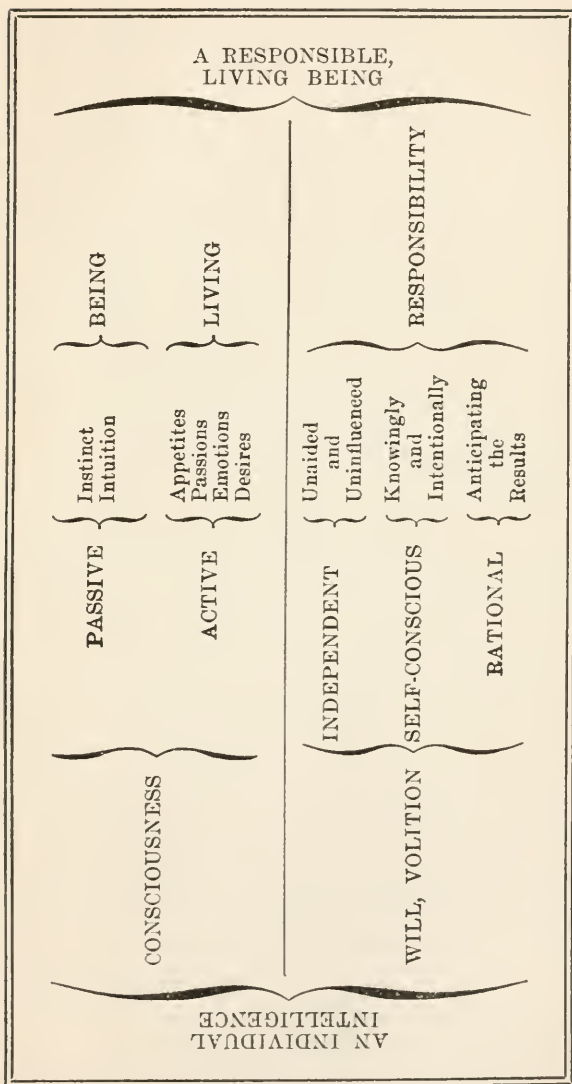 AN INDIVIDUAL
INTELLIGENCE
CONSCIOUSNESS
PASSIVE
Instinct
Intuition
BEING
ACTIVE
Appetites
Passions
Emotions
Desires
LIVING
WILL, VOLITION
INDEPENDENT
Unaided
and
Uninfluenced
SELF-CONSCIOUS
Knowingly
and
Intentionally
RATIONAL
Anticipating
the
Results
RESPONSIBILITY
A RESPONSIBLE,
LIVING BEING